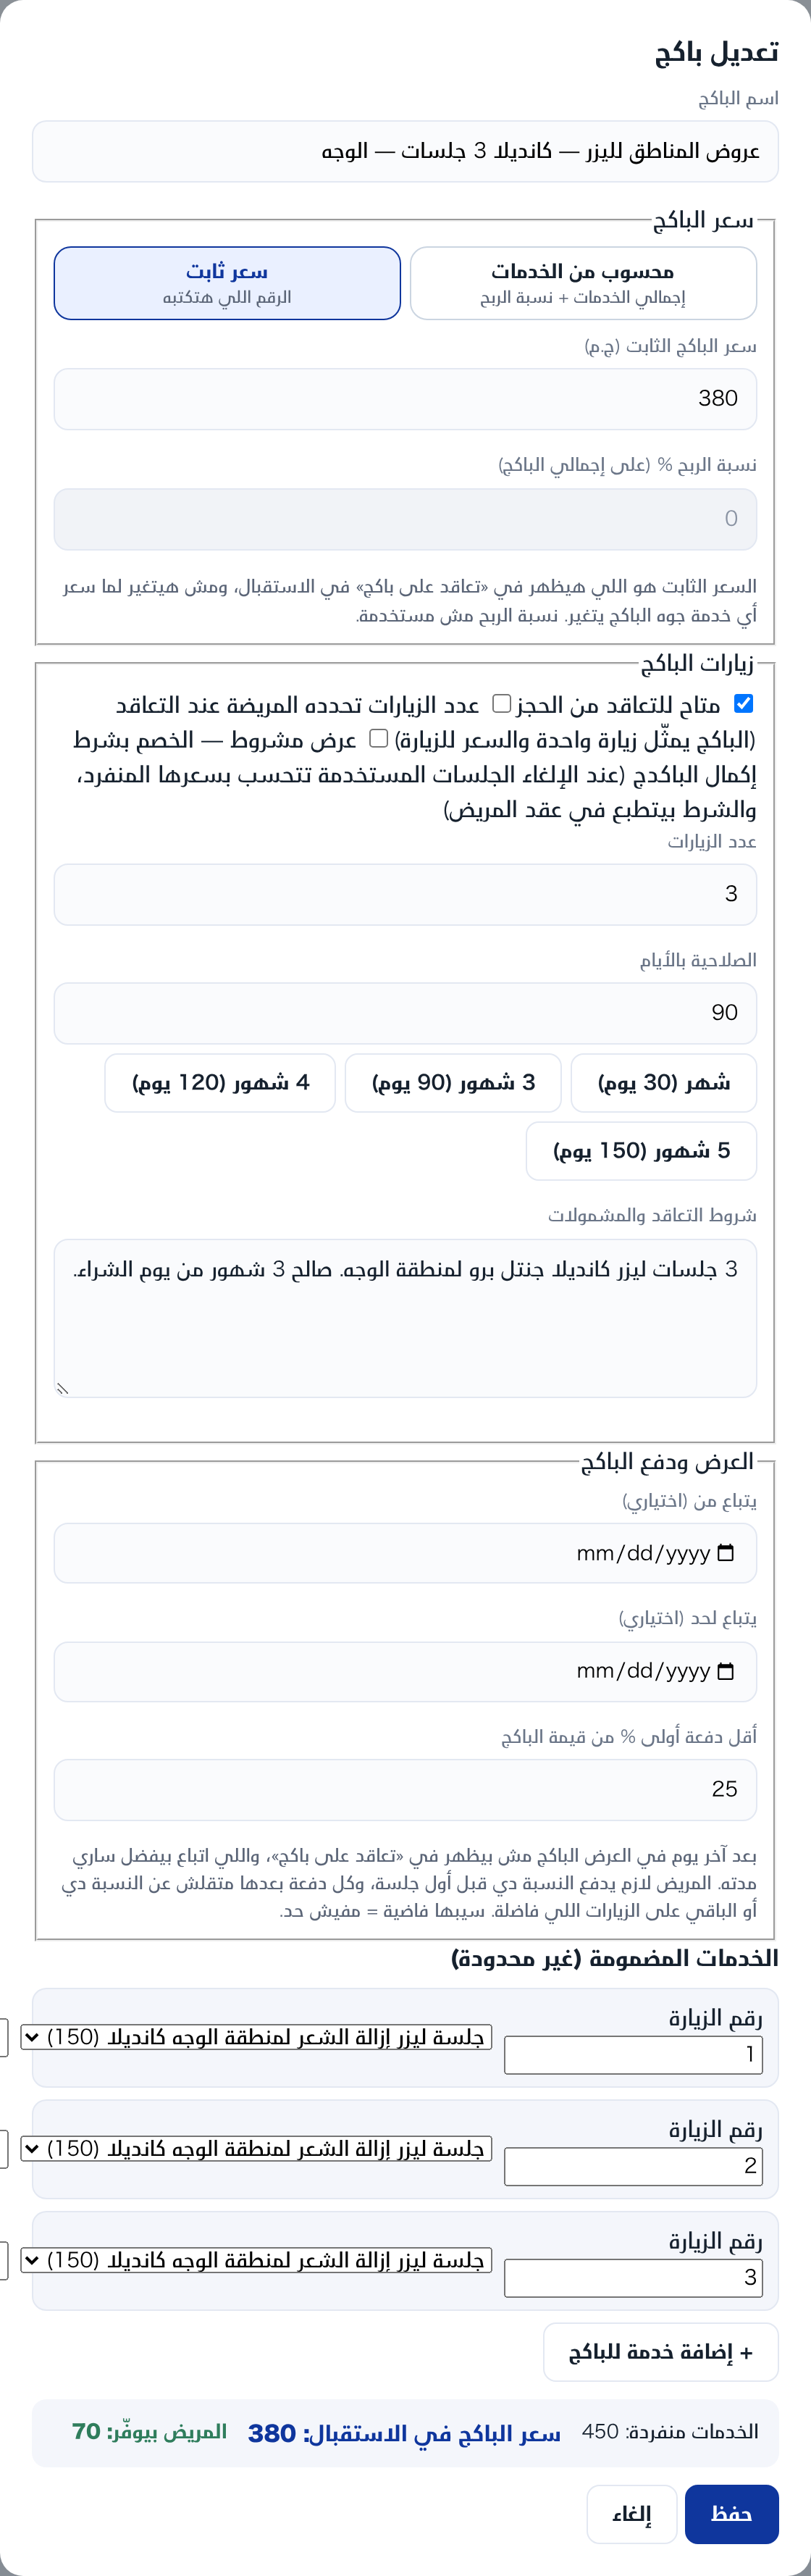 تعديل باكج
اسم الباكج
عروض المناطق لليزر — كانديلا 3 جلسات — الوجه
سعر الباكج
محسوب من الخدمات
إجمالي الخدمات + نسبة الربح
سعر ثابت
الرقم اللي هتكتبه
سعر الباكج الثابت (ج.م)
380
نسبة الربح % (على إجمالي الباكج)
0
السعر الثابت هو اللي هيظهر في «تعاقد على باكج» في الاستقبال، ومش هيتغير لما سعر
أي خدمة جوه الباكج يتغير. نسبة الربح مش مستخدمة.
زيارات الباكج
متاح للتعاقد من الحجز عدد الزيارات تحدده المريضة عند التعاقد
(الباكج يمثّل زيارة واحدة والسعر للزيارة) عرض مشروط — الخصم بشرط
إكمال الباكدج (عند الإلغاء الجلسات المستخدمة تتحسب بسعرها المنفرد،
والشرط بيتطبع في عقد المريض)
عدد الزيارات
3
الصلاحية بالأيام
90
شهر (30 يوم)
3 شهور (90 يوم)
4 شهور (120 يوم)
5 شهور (150 يوم)
شروط التعاقد والمشمولات
3 جلسات ليزر كانديلا جنتل برو لمنطقة الوجه. صالح 3 شهور من يوم الشراء.
العرض ودفع الباكج
يتباع من (اختياري)
mm/dd/yyyy
يتباع لحد (اختياري)
mm/dd/yyyy
أقل دفعة أولى % من قيمة الباكج
25
بعد آخر يوم في العرض الباكج مش بيظهر في «تعاقد على باكج»، واللي اتباع بيفضل ساري
مدته. المريض لازم يدفع النسبة دي قبل أول جلسة، وكل دفعة بعدها متقلش عن النسبة دي
أو الباقي على الزيارات اللي فاضلة. سيبها فاضية = مفيش حد.
الخدمات المضمومة (غير محدودة)
رقم الزيارة
1
جلسة ليزر إزالة الشعر لمنطقة الوجه كانديلا (150)
رقم الزيارة
2
جلسة ليزر إزالة الشعر لمنطقة الوجه كانديلا (150)
رقم الزيارة
3
جلسة ليزر إزالة الشعر لمنطقة الوجه كانديلا (150)
+ إضافة خدمة للباكج
الخدمات منفردة: 450
سعر الباكج في الاستقبال: 380
المريض بيوفّر: 70
حفظ
إلغاء